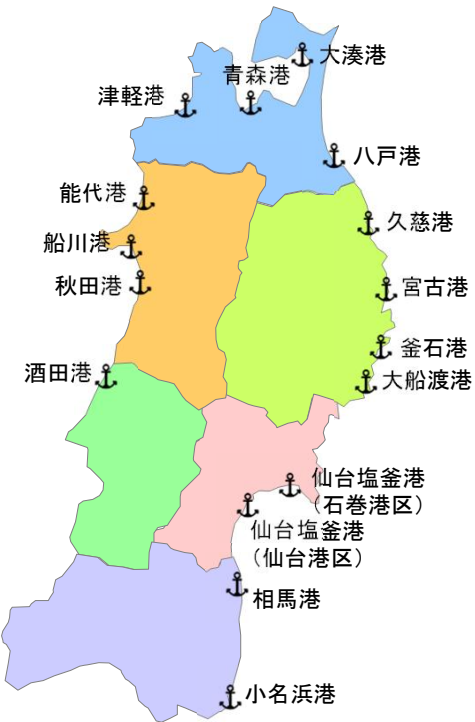 大湊港
青森港
津軽港
八戸港
能代港
久慈港
船川港
秋田港
宮古港
釜石港
酒田港
大船渡港
仙台塩釜港
（石巻港区）
仙台塩釜港
（仙台港区）
相馬港
小名浜港